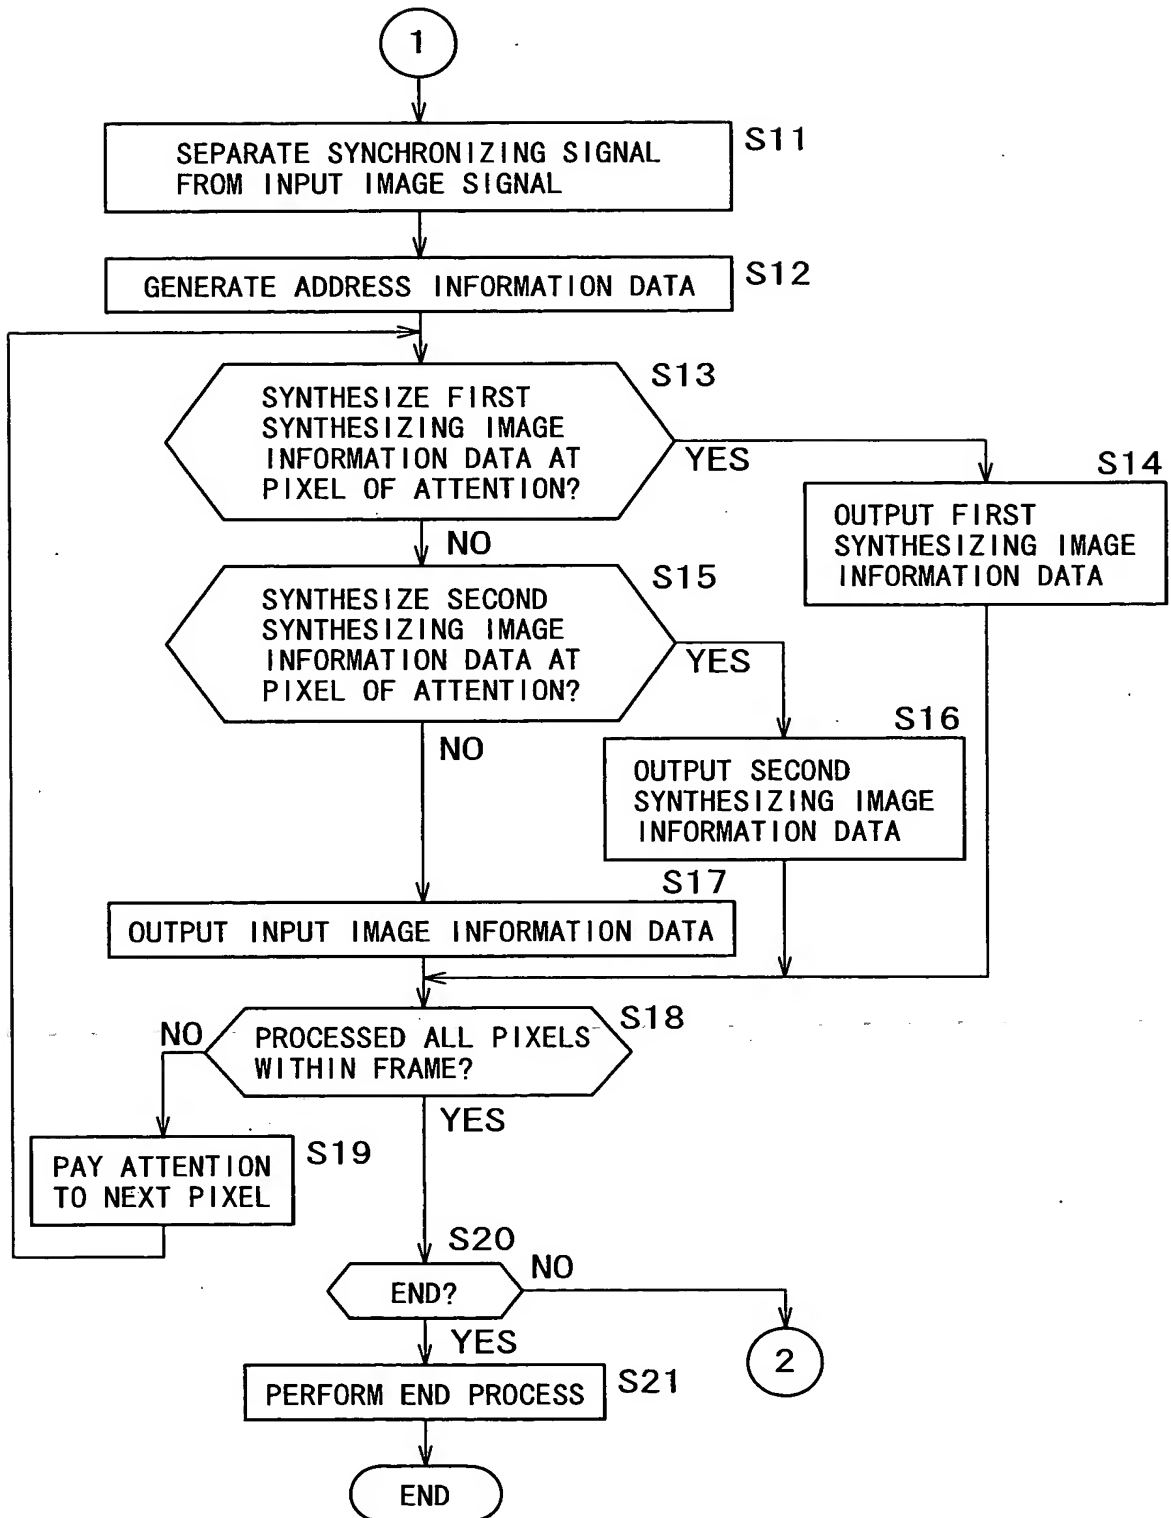 1
S11
SEPARATE SYNCHRONIZING SIGNAL
FROM INPUT IMAGE SIGNAL
S12
GENERATE ADDRESS INFORMATION DATA
S13
SYNTHESIZE FIRST
SYNTHESIZING IMAGE
INFORMATION DATA AT
PIXEL OF ATTENTION?
YES
S14
OUTPUT FIRST
SYNTHESIZING IMAGE
INFORMATION DATA
NO
S15
SYNTHESIZE SECOND
SYNTHESIZING IMAGE
INFORMATION DATA AT
PIXEL OF ATTENTION?
YES
S16
OUTPUT SECOND
SYNTHESIZING IMAGE
INFORMATION DATA
NO
S17
OUTPUT INPUT IMAGE INFORMATION DATA
S18
PROCESSED ALL PIXELS
WITHIN FRAME?
NO
YES
S19
PAY ATTENTION
TO NEXT PIXEL
S20
END?
NO
2
YES
S21
PERFORM END PROCESS
END